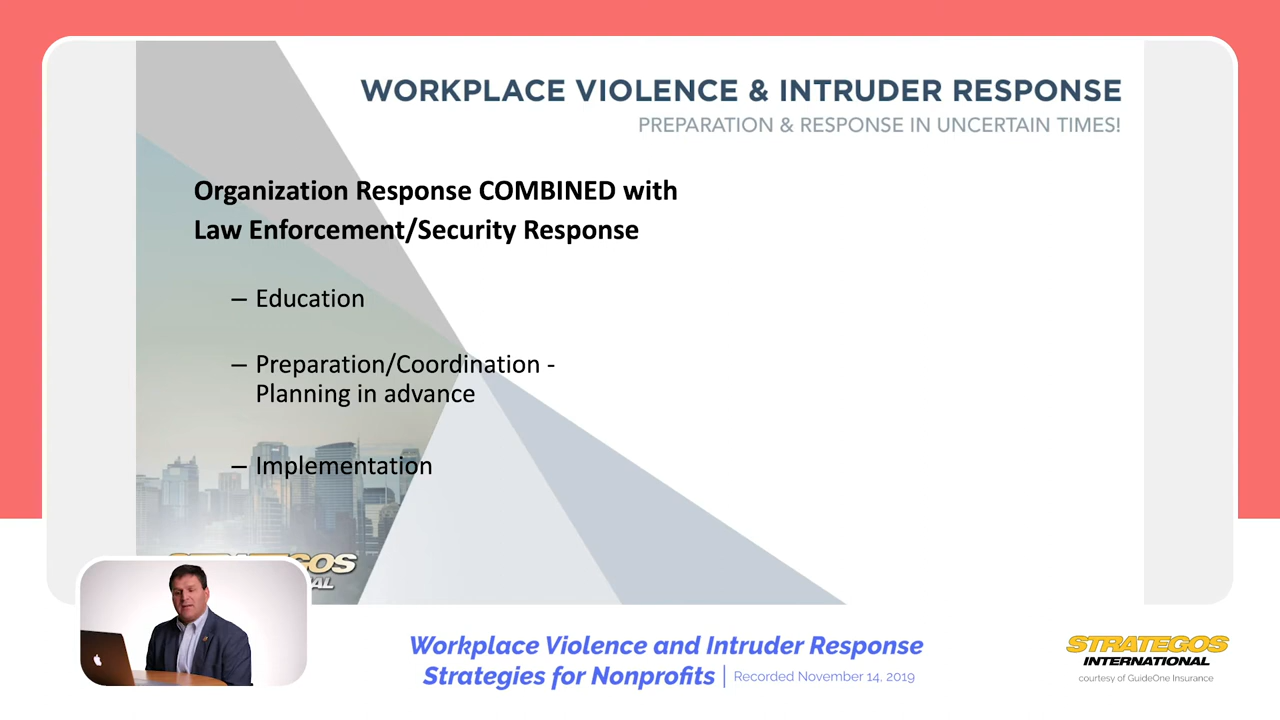 WORKPLACE VIOLENCE & INTRUDER RESPONSE
PREPARATION & RESPONSE IN UNCERTAIN TIMES!
Organization Response COMBINED with
Law Enforcement/Security Response
– Education
– Preparation/Coordination -
Planning in advance
– Implementation
Workplace Violence and Intruder Response
Strategies for Nonprofits | Recorded November 14, 2019
STRATEGOS
INTERNATIONAL
courtesy of GuideOne Insurance